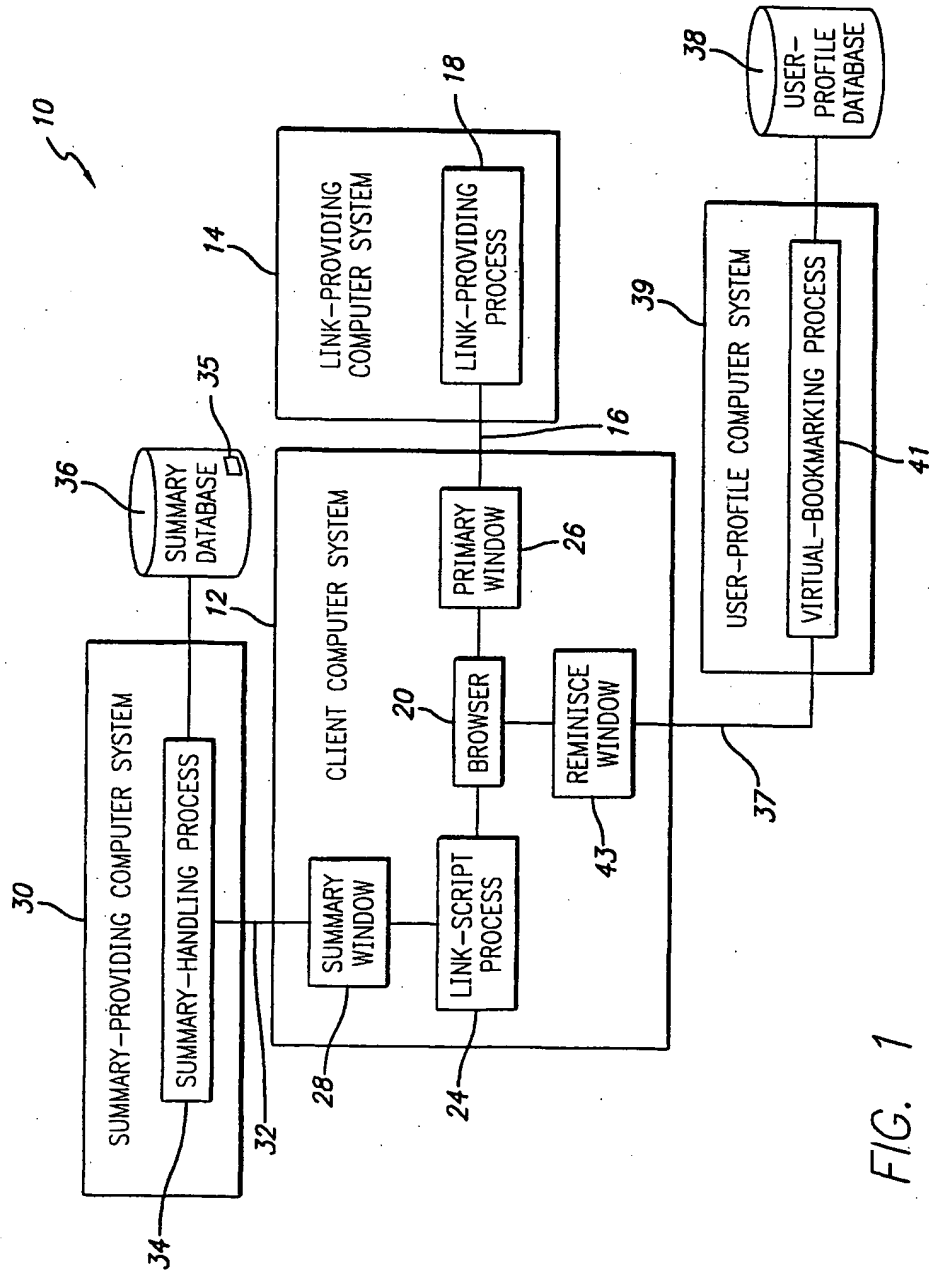 10
30
SUMMARY-PROVIDING COMPUTER SYSTEM
34
SUMMARY-HANDLING PROCESS
36
SUMMARY
DATABASE
35
32
12
CLIENT COMPUTER SYSTEM
28
SUMMARY
WINDOW
24
LINK-SCRIPT
PROCESS
20
BROWSER
PRIMARY
WINDOW
26
43
REMINISCE
WINDOW
14
LINK-PROVIDING
COMPUTER SYSTEM
18
LINK-PROVIDING
PROCESS
16
37
39
USER-PROFILE COMPUTER SYSTEM
VIRTUAL-BOOKMARKING PROCESS
41
38
USER-
PROFILE
DATABASE
FIG. 1